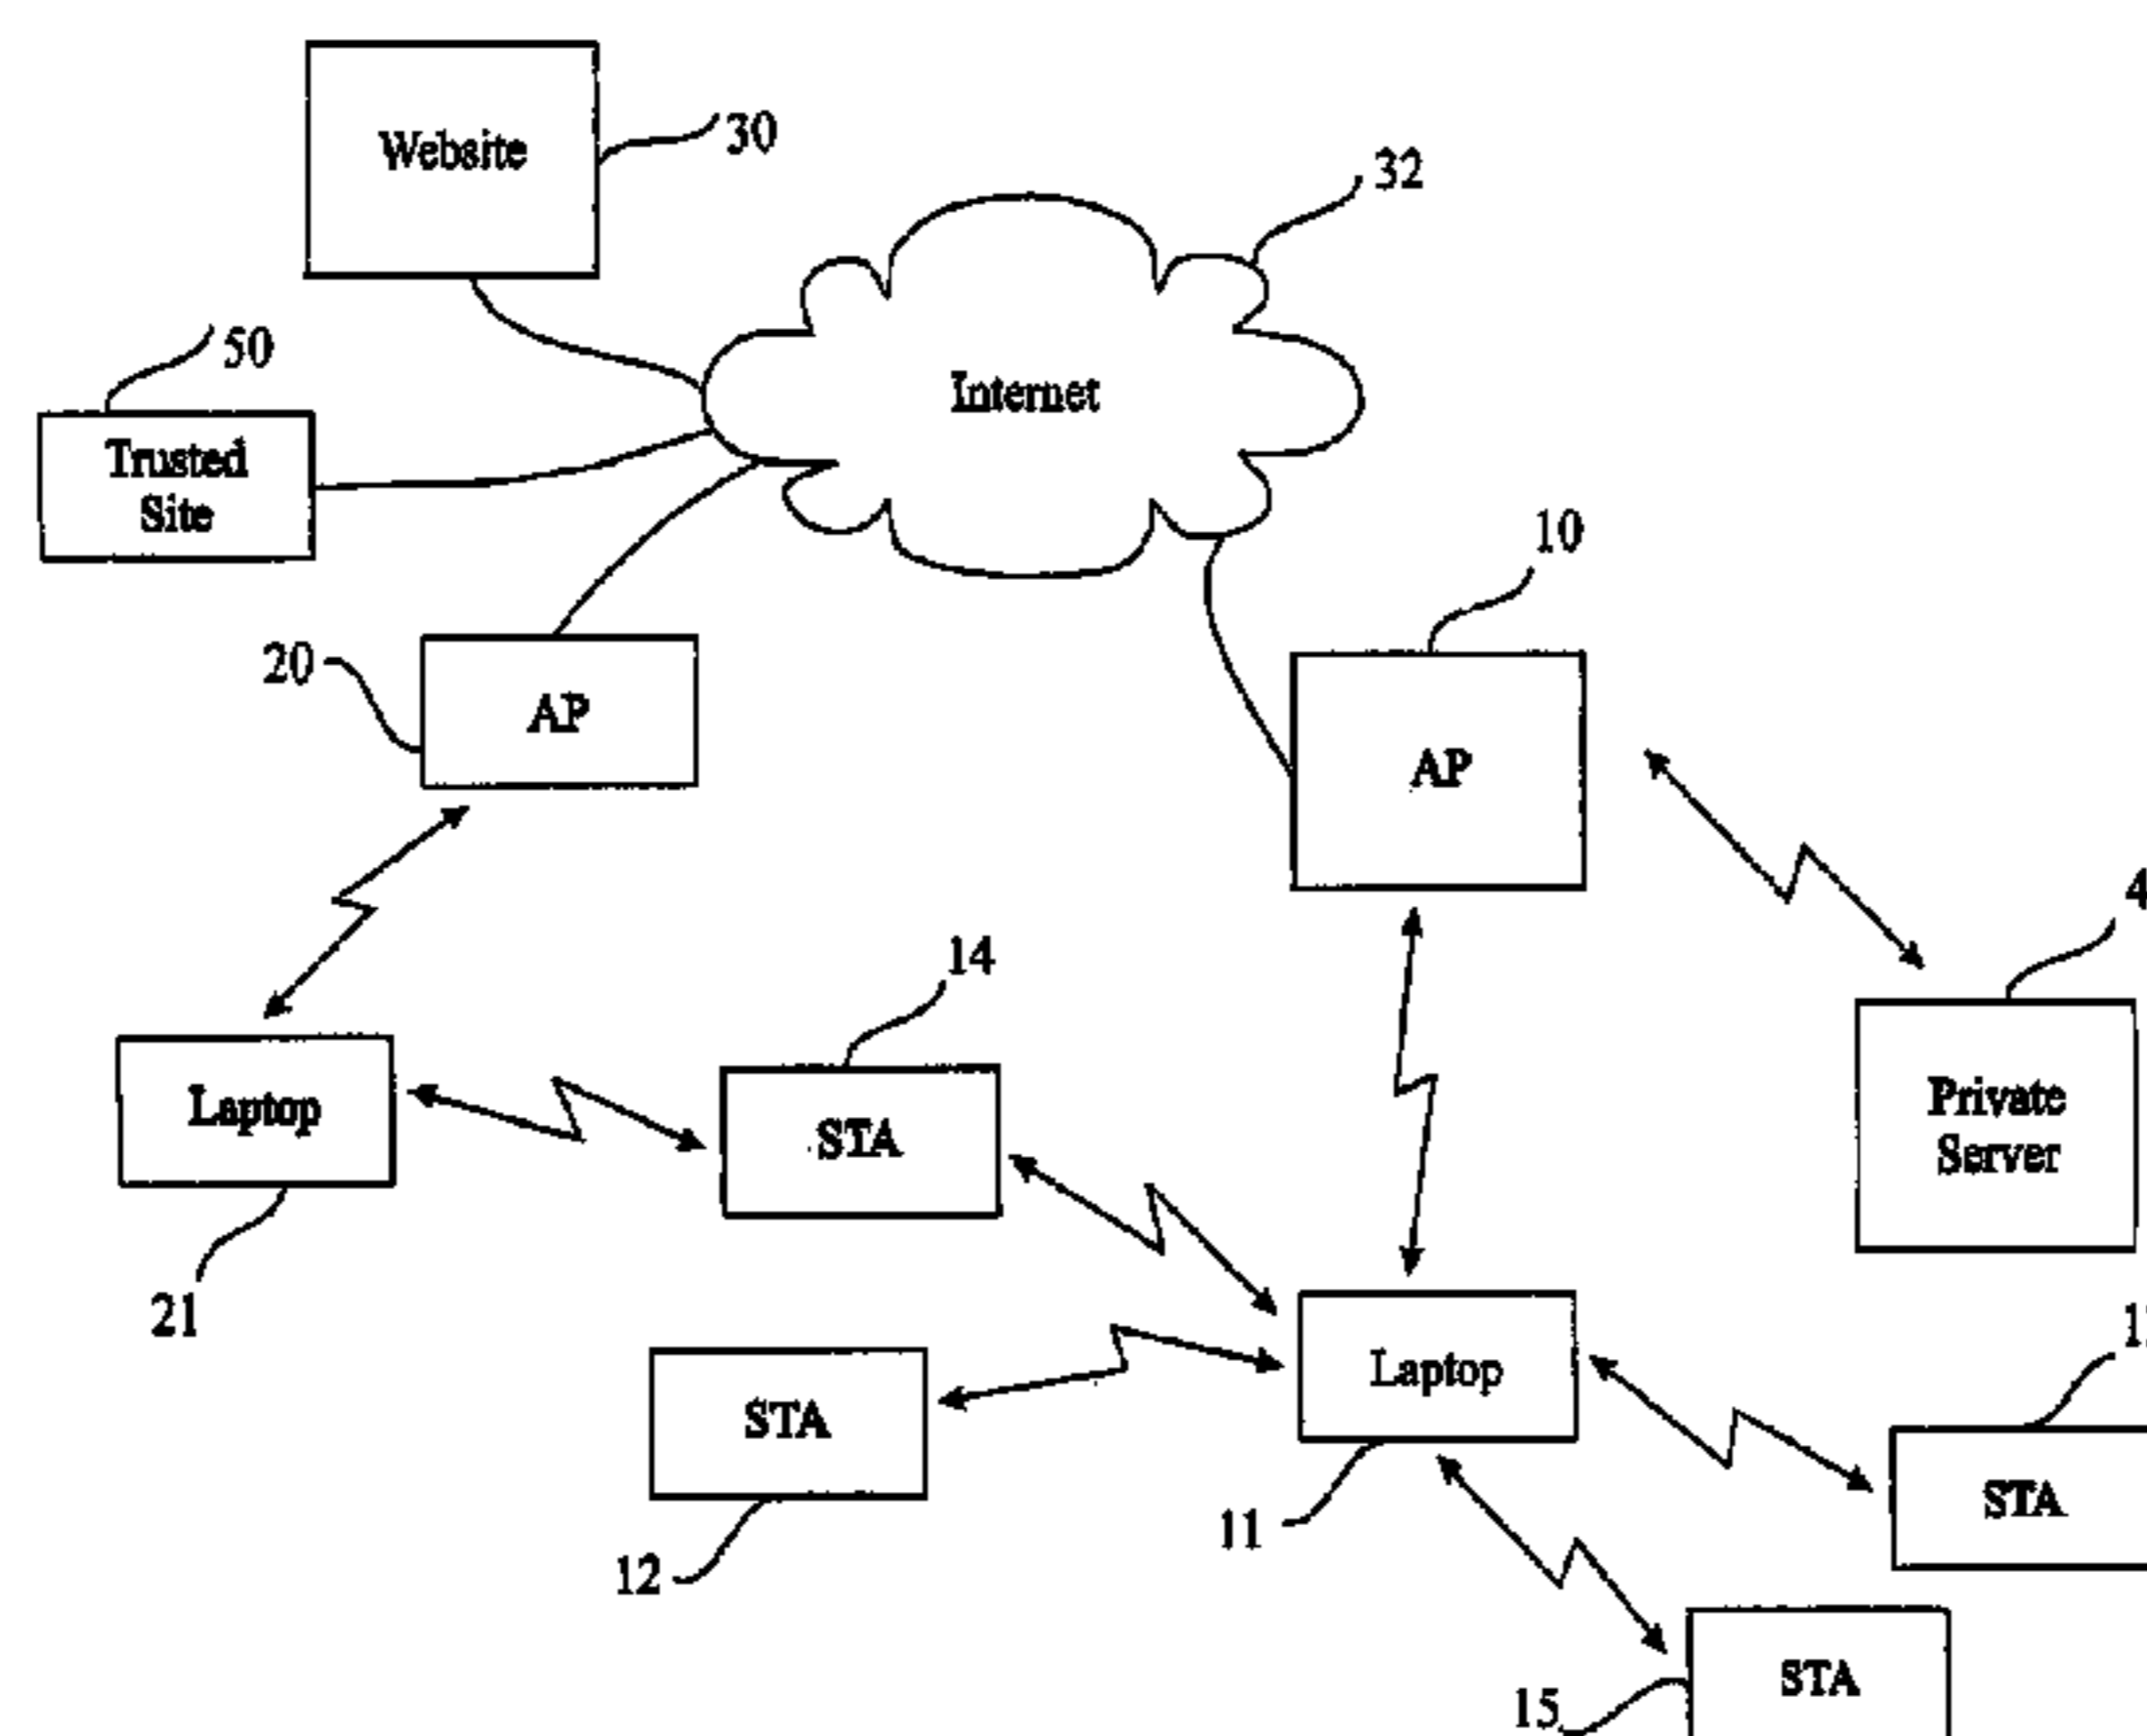 Website
30
32
50
Internet
Trusted
Site
10
20
AP
AP
14
Laptop
STA
Private
Server
21
Laptop
STA
STA
11
12
STA
15